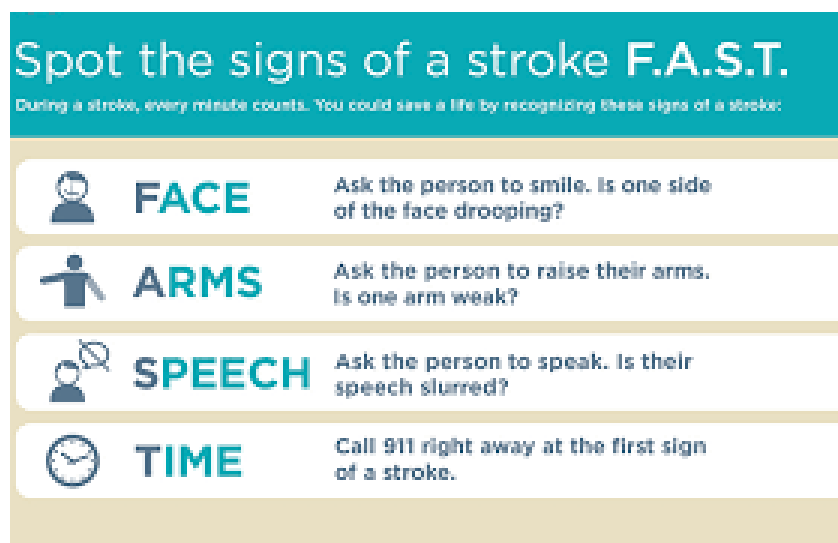 Spot the signs of a stroke F.A.S.T.
During a stroke, every minute counts. You could save a life by recognizing these signs of a stroke:
FACE
Ask the person to smile. Is one side
of the face drooping?
ARMS
Ask the person to raise their arms.
Is one arm weak?
SPEECH
Ask the person to speak. Is their
speech slurred?
TIME
Call 911 right away at the first sign
of a stroke.